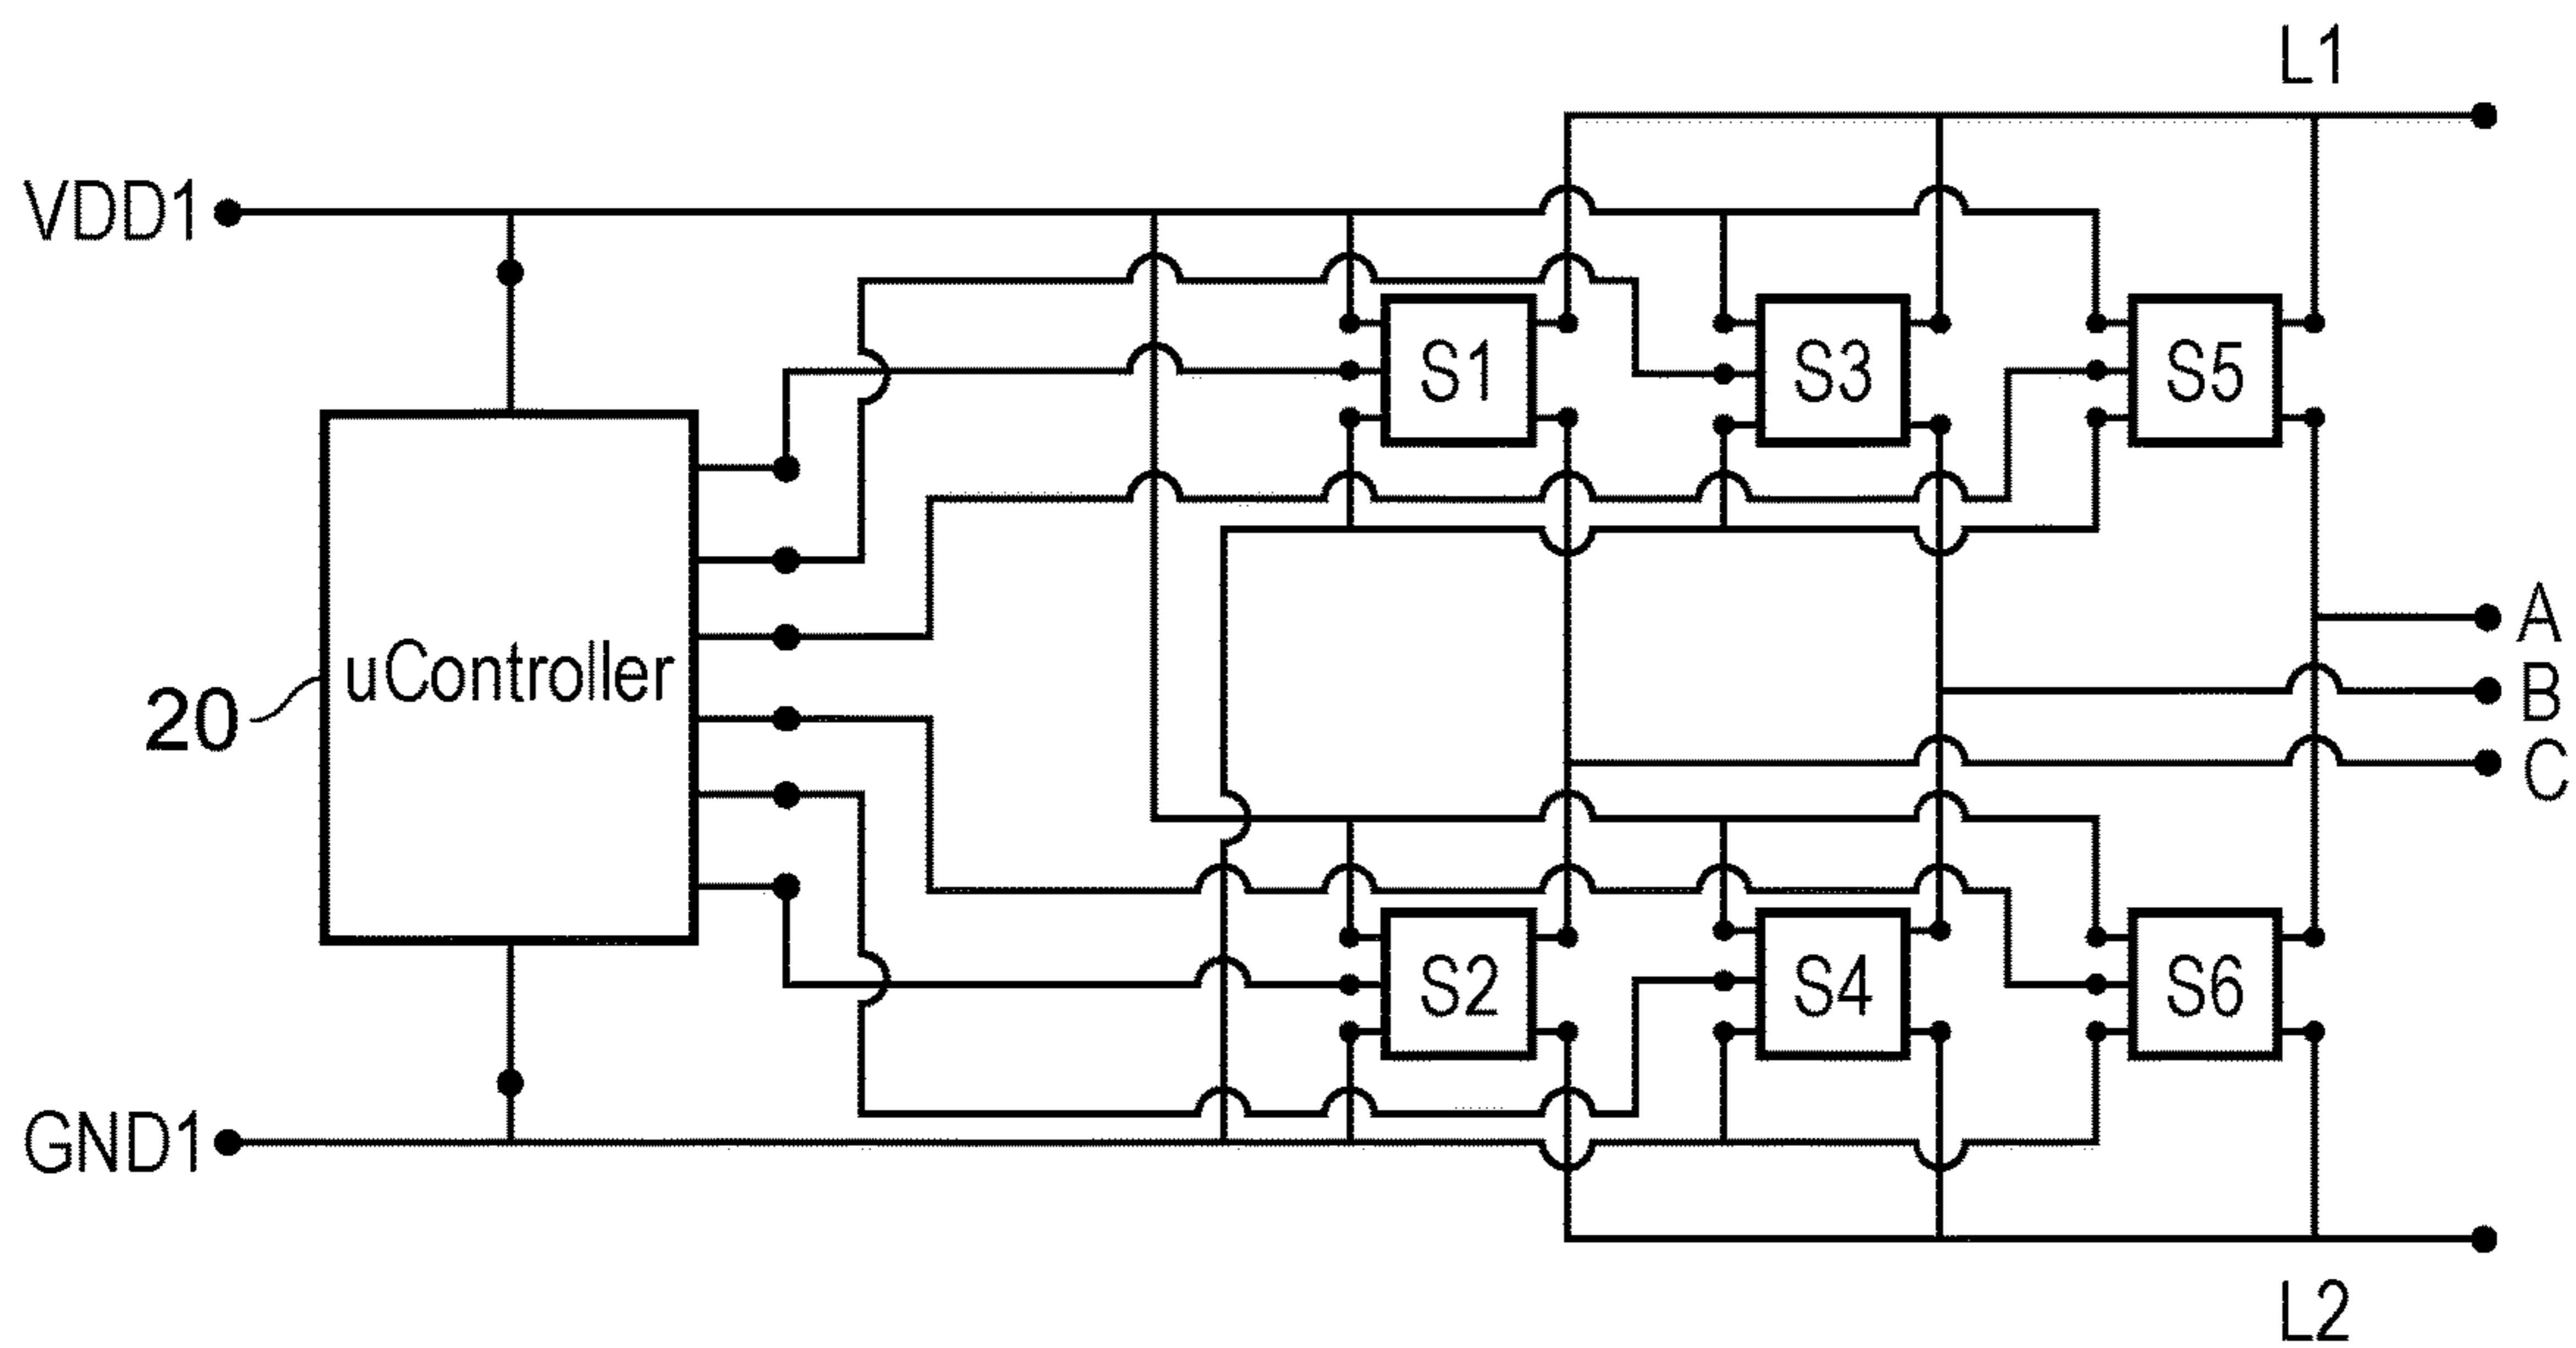 L1
VDD1
S1 S3 S5
A
uController
B
20
C
S2 S4 S6
GND1
L2